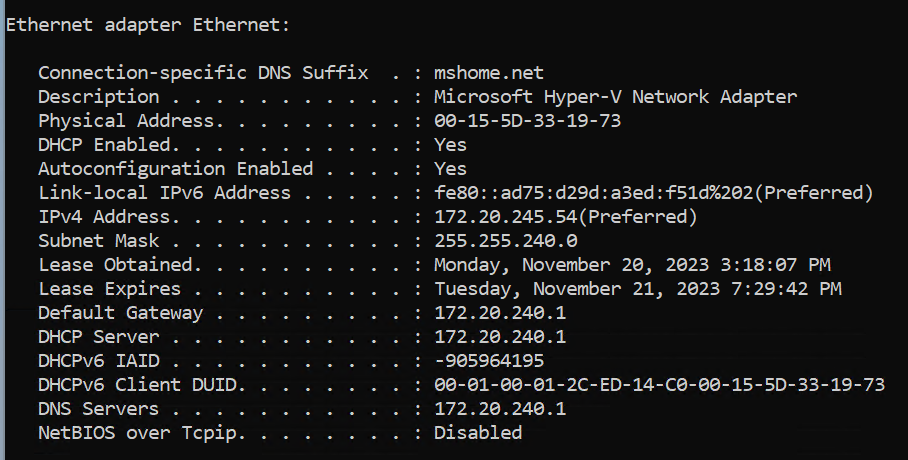 Ethernet adapter Ethernet:
Connection-specific DNS Suffix  . : mshome.net
Description . . . . . . . . . . . : Microsoft Hyper-V Network Adapter
Physical Address. . . . . . . . . : 00-15-5D-33-19-73
DHCP Enabled. . . . . . . . . . . : Yes
Autoconfiguration Enabled . . . . : Yes
Link-local IPv6 Address . . . . . : fe80::ad75:d29d:a3ed:f51d%202(Preferred)
IPv4 Address. . . . . . . . . . . : 172.20.245.54(Preferred)
Subnet Mask . . . . . . . . . . . : 255.255.240.0
Lease Obtained. . . . . . . . . . : Monday, November 20, 2023 3:18:07 PM
Lease Expires . . . . . . . . . . : Tuesday, November 21, 2023 7:29:42 PM
Default Gateway . . . . . . . . . : 172.20.240.1
DHCP Server . . . . . . . . . . . : 172.20.240.1
DHCPv6 IAID . . . . . . . . . . . : -905964195
DHCPv6 Client DUID. . . . . . . . : 00-01-00-01-2C-ED-14-C0-00-15-5D-33-19-73
DNS Servers . . . . . . . . . . . : 172.20.240.1
NetBIOS over Tcpip. . . . . . . . : Disabled